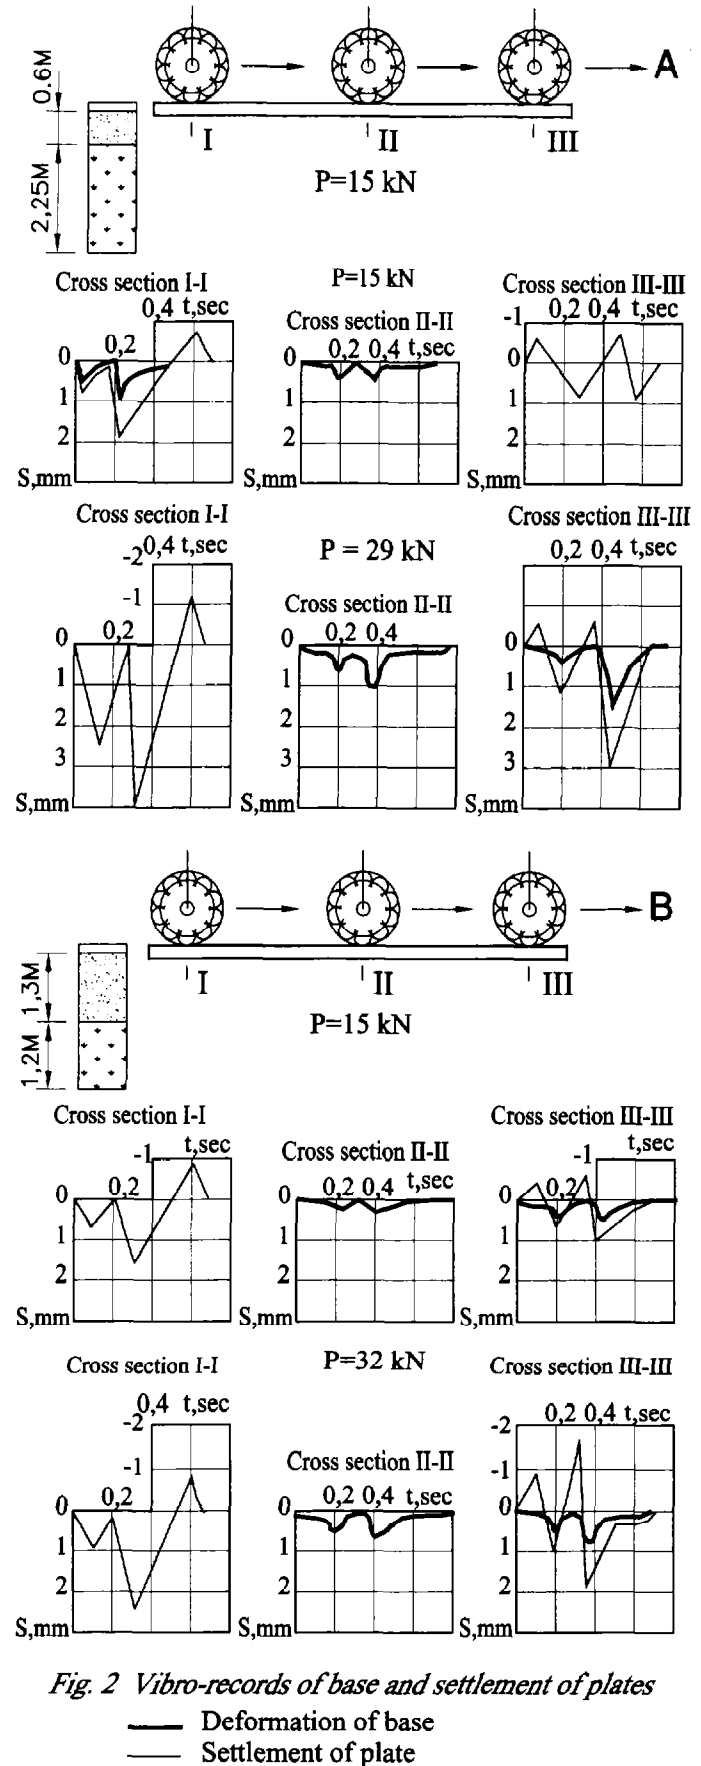 A
0.6M
2,25M
I II III
P=15 kN
Cross section I-I
0,4 t,sec
0,2
0
1
2
S,mm
P=15 kN
Cross section II-II
0,2 0,4 t,sec
0
1
2
S,mm
Cross section III-III
-1 0,2 0,4 t,sec
0
1
2
S,mm
Cross section I-I
-2 0,4 t,sec
-1
0 0,2
1
2
3
S,mm
P = 29 kN
Cross section II-II
0 0,2 0,4
1
2
3
S,mm
Cross section III-III
0,2 0,4 t,sec
0
1
2
3
S,mm
B
1,3M
1,2M
I II III
P=15 kN
Cross section I-I
-1 t,sec
0 0,2
1
2
S,mm
Cross section II-II
0 0,2 0,4 t,sec
1
2
S,mm
Cross section III-III
-1 t,sec
0 0,2
1
2
S,mm
Cross section I-I
0,4 t,sec
-2
-1
0 0,2
1
2
S,mm
P=32 kN
Cross section II-II
0 0,2 0,4 t,sec
1
2
S,mm
Cross section III-III
-2 0,2 0,4 t,sec
-1
0
1
2
S,mm
Fig. 2 Vibro-records of base and settlement of plates
Deformation of base
Settlement of plate